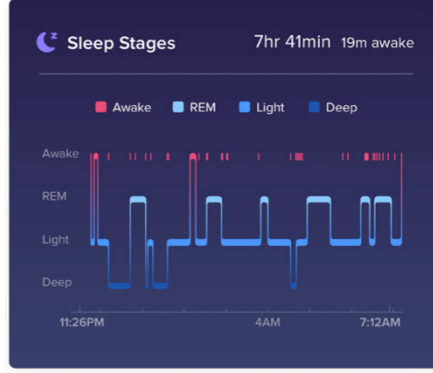 Sleep Stages 7hr 41min 19m awake
Awake REM Light Deep
Awake
REM
Light
Deep
11:26PM 4AM 7:12AM